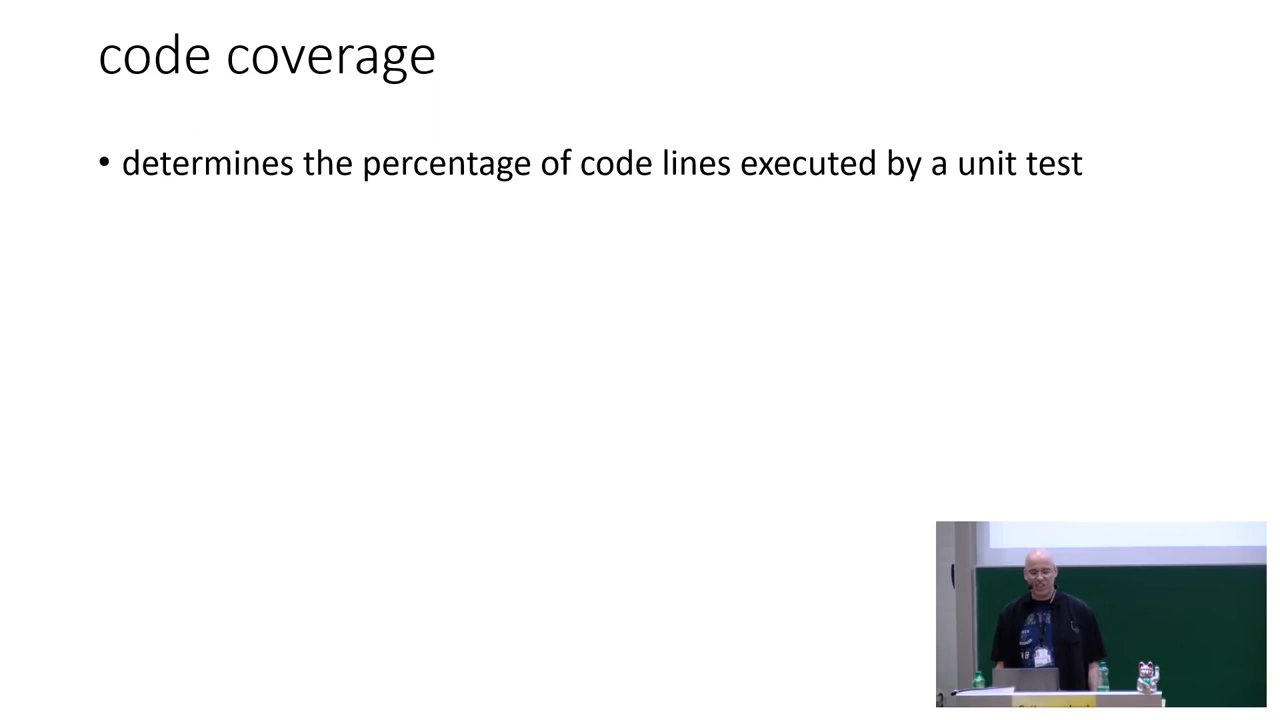 code coverage
• determines the percentage of code lines executed by a unit test